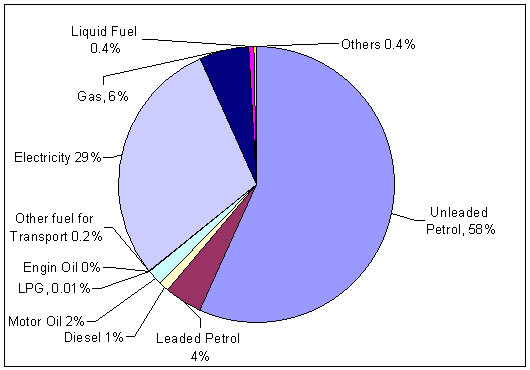 Liquid Fuel
0.4%
Others 0.4%
Gas, 6%
Electricity 29%
Unleaded
Petrol, 58%
Other fuel for
Transport 0.2%
Engin Oil 0%
LPG, 0.01%
Motor Oil 2%
Diesel 1%
Leaded Petrol
4%